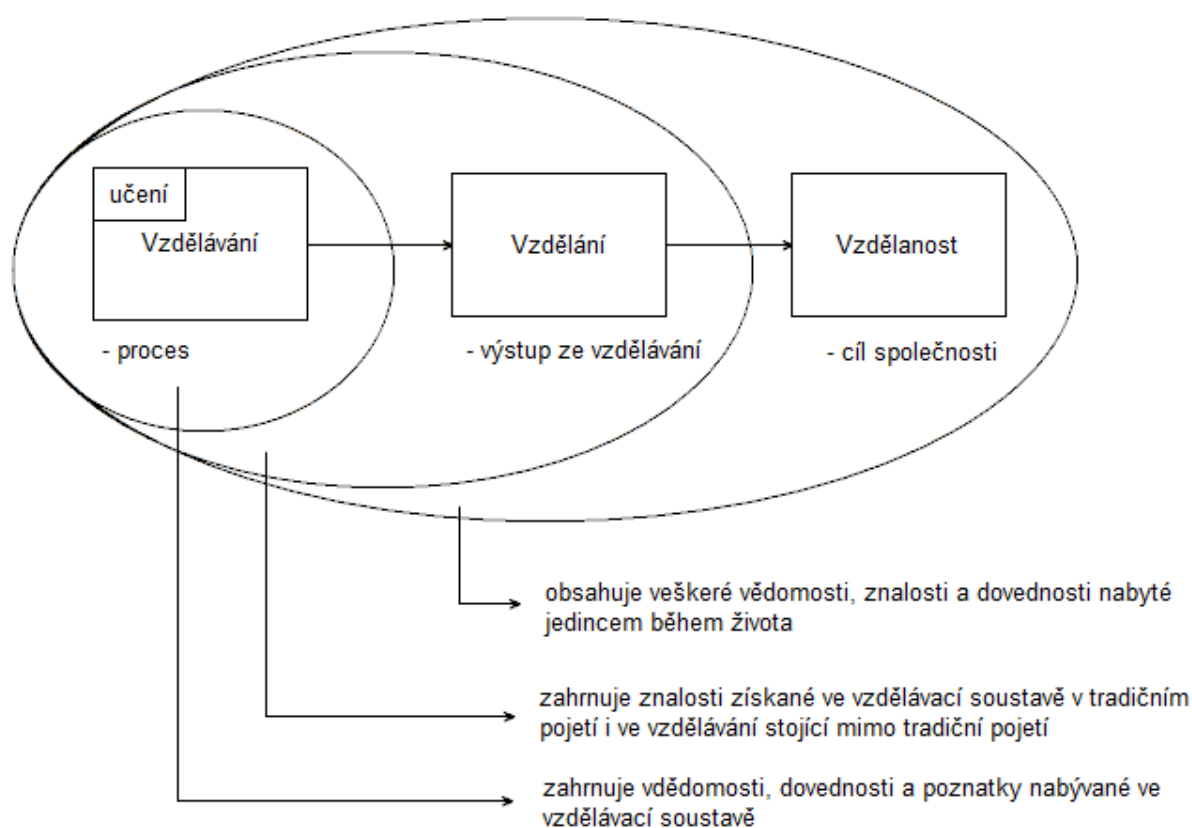 učení
Vzdělávání
Vzdělání
Vzdělanost
- proces
- výstup ze vzdělávání
- cíl společnosti
obsahuje veškeré vědomosti, znalosti a dovednosti nabyté
jedincem během života
zahrnuje znalosti získané ve vzdělávací soustavě v tradičním
pojetí i ve vzdělávání stojící mimo tradiční pojetí
zahrnuje vdědomosti, dovednosti a poznatky nabývané ve
vzdělávací soustavě